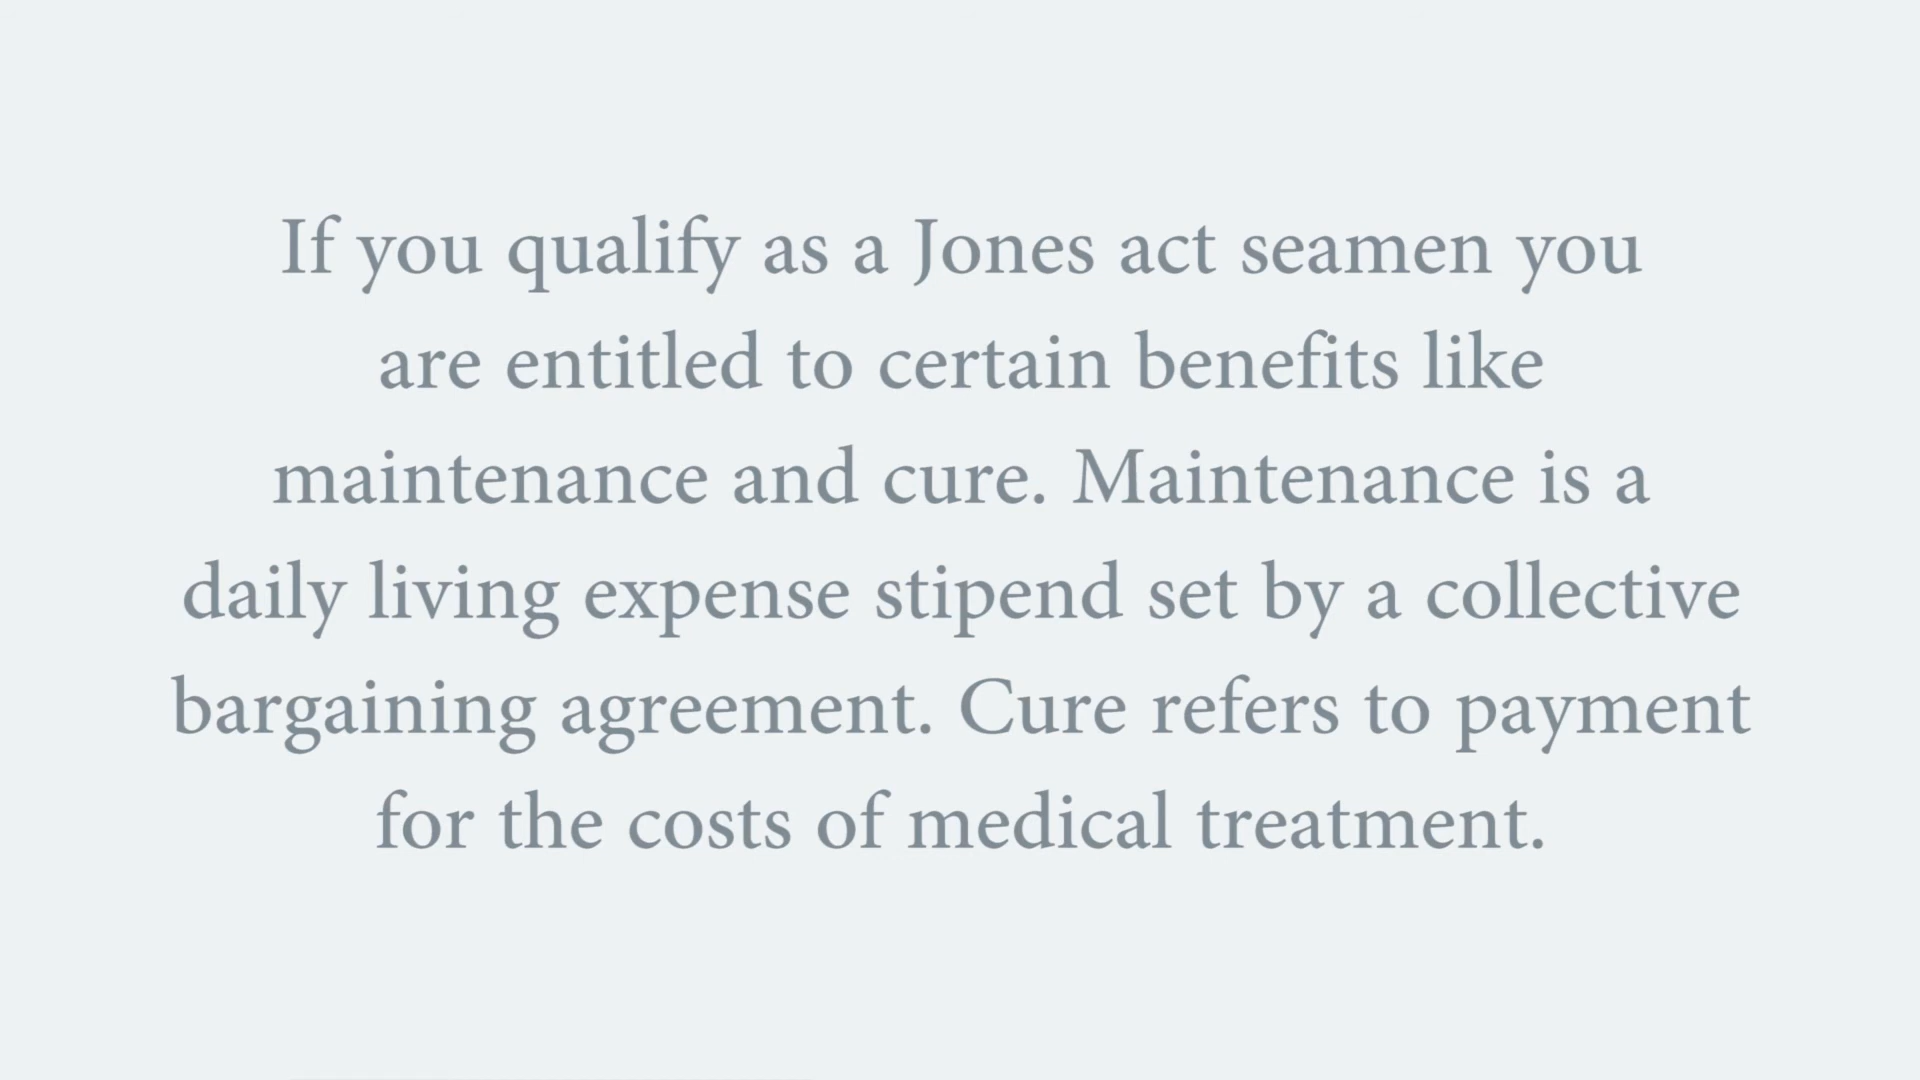 If you qualify as a Jones act seamen you
are entitled to certain benefits like
maintenance and cure. Maintenance is a
daily living expense stipend set by a collective
bargaining agreement. Cure refers to payment
for the costs of medical treatment.